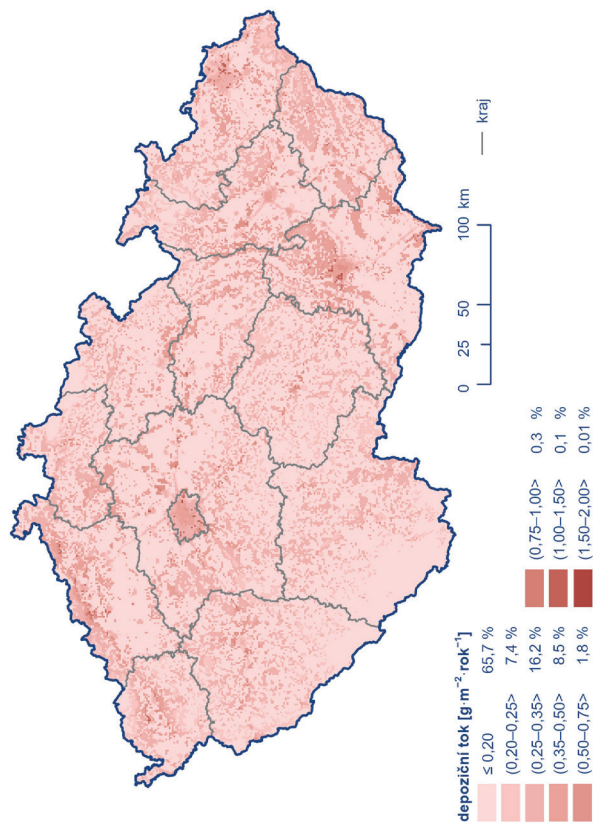 depoziční tok [g·m⁻²·rok⁻¹]
≤ 0,20 65,7 %
(0,20–0,25> 7,4 %
(0,25–0,35> 16,2 %
(0,35–0,50> 8,5 %
(0,50–0,75> 1,8 %
(0,75–1,00> 0,3 %
(1,00–1,50> 0,1 %
(1,50–2,00> 0,01 %
0 25 50 100 km
kraj